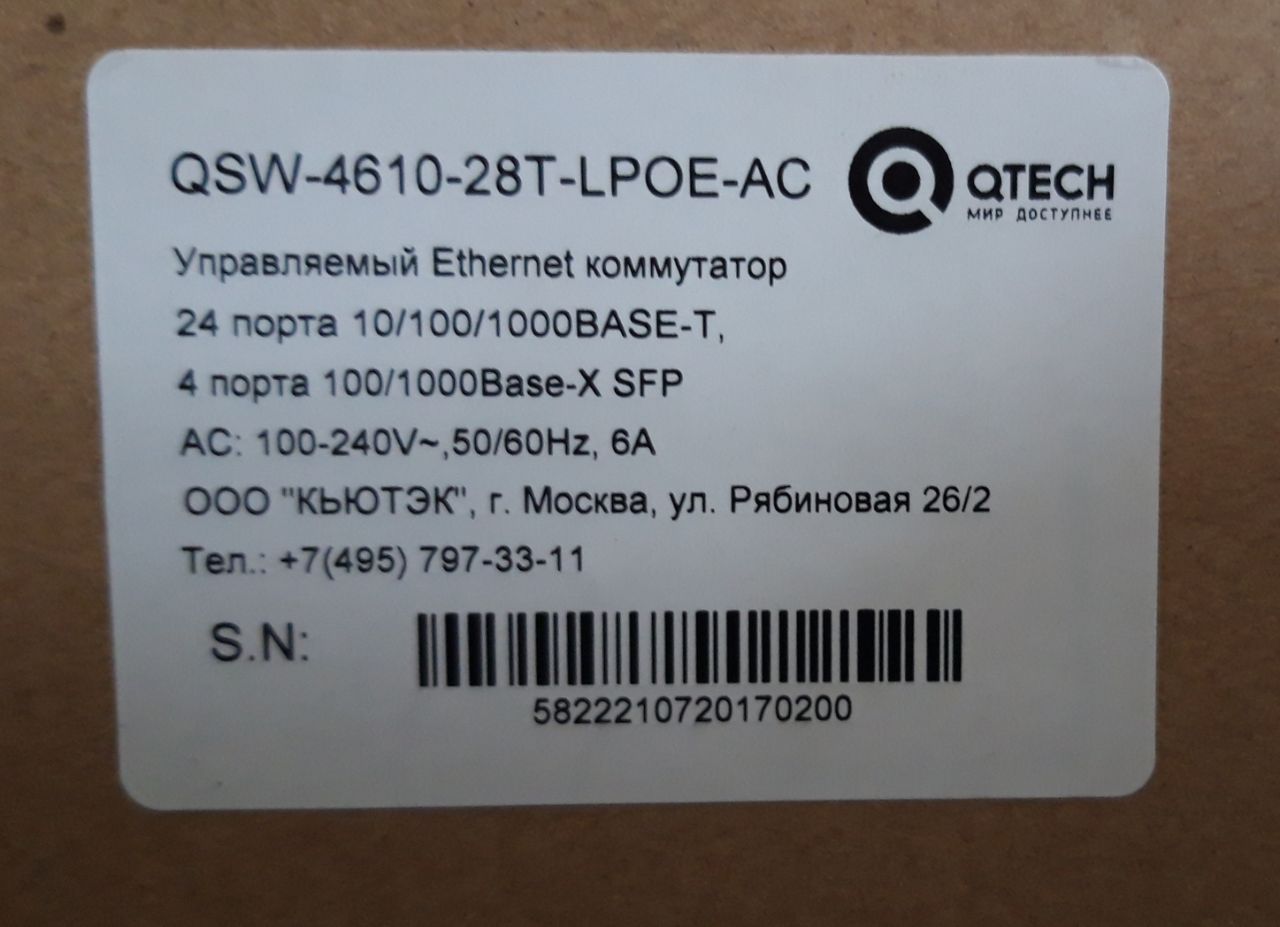 QSW-4610-28T-LPOE-AC
QTECH
МИР ДОСТУПНЕЕ
Управляемый Ethernet коммутатор
24 порта 10/100/1000BASE-T,
4 порта 100/1000Base-X SFP
AC: 100-240V~,50/60Hz, 6A
ООО "КЬЮТЭК", г. Москва, ул. Рябиновая 26/2
Тел.: +7(495) 797-33-11
S.N:
5822210720170200